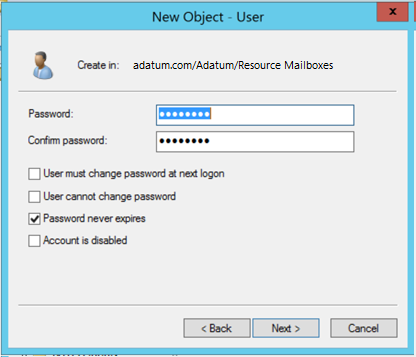 New Object - User
x
Create in: adatum.com/Adatum/Resource Mailboxes
Password: ●●●●●●●●
Confirm password: ●●●●●●●●
User must change password at next logon
User cannot change password
Password never expires
Account is disabled
< Back Next > Cancel